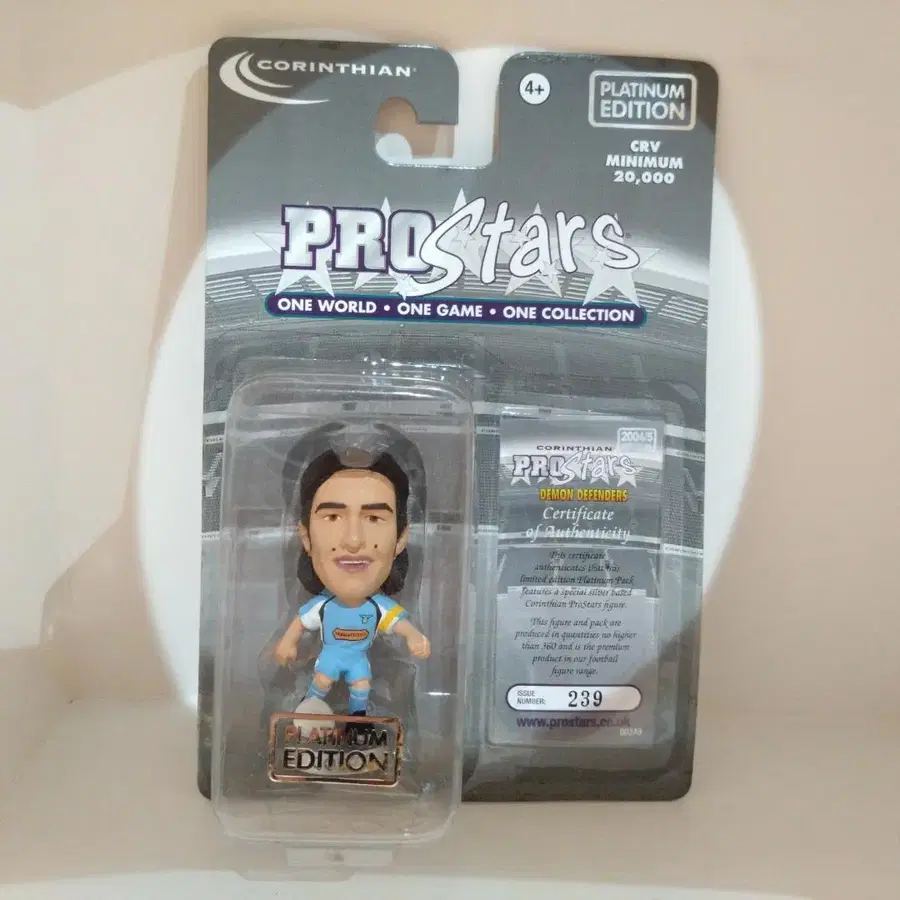 CORINTHIAN
4+
PLATINUM
EDITION
CRV
MINIMUM
20,000
PROStars
ONE WORLD • ONE GAME • ONE COLLECTION
2004/5
CORINTHIAN
PROStars
DEMON DEFENDERS
Certificate
of Authenticity
This certificate
authenticates that this
limited edition Platinum Pack
features a special silver based
Corinthian ProStars figure.
This figure and pack are
produced in quantities no higher
than 360 and is the premium
product in our football
figure range.
ISSUE
NUMBER: 239
www.prostars.co.uk
PLATINUM
EDITION